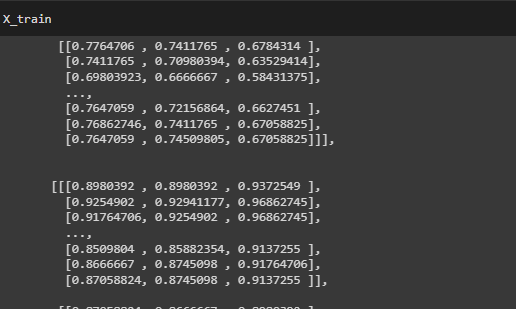 X_train
[[0.7764706 , 0.7411765 , 0.6784314 ],
[0.7411765 , 0.70980394, 0.63529414],
[0.69803923, 0.6666667 , 0.58431375],
...,
[0.7647059 , 0.72156864, 0.6627451 ],
[0.76862746, 0.7411765 , 0.67058825],
[0.7647059 , 0.74509805, 0.67058825]]],
[[[0.8980392 , 0.8980392 , 0.9372549 ],
[0.9254902 , 0.92941177, 0.96862745],
[0.91764706, 0.9254902 , 0.96862745],
...,
[0.8509804 , 0.85882354, 0.9137255 ],
[0.8666667 , 0.8745098 , 0.91764706],
[0.87058824, 0.8745098 , 0.9137255 ]],